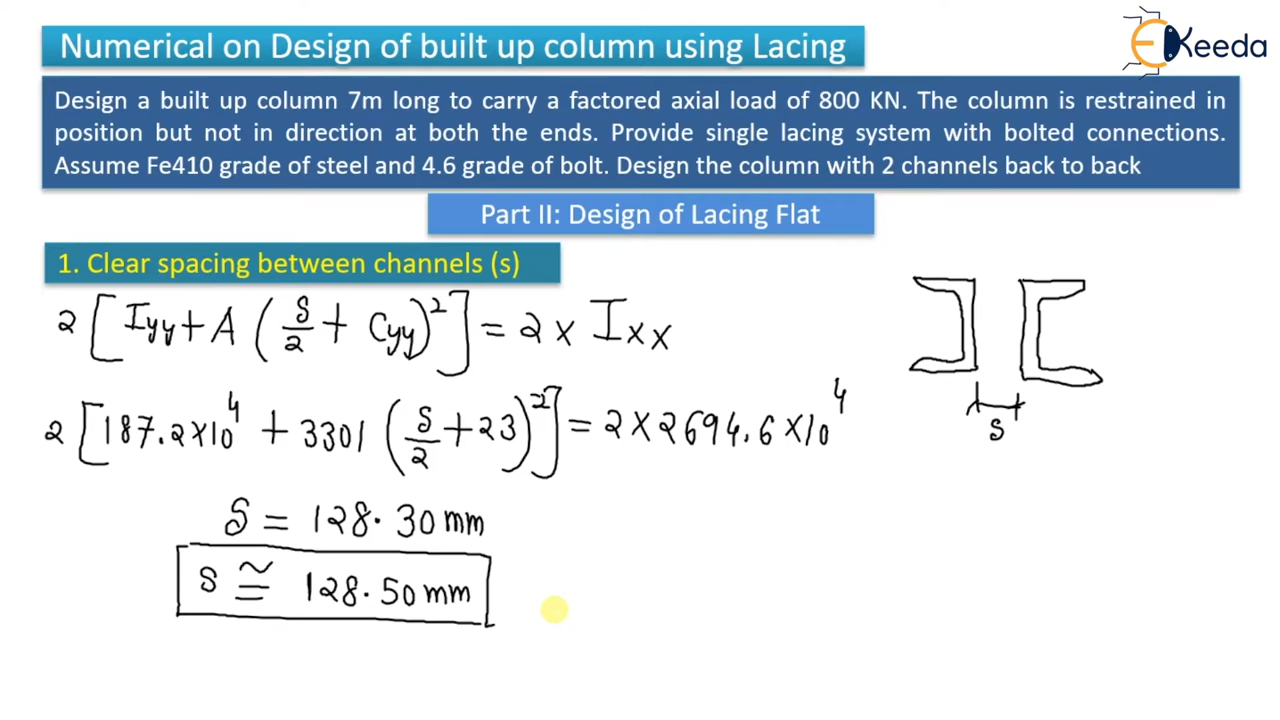 Numerical on Design of built up column using Lacing
EKeeda
Design a built up column 7m long to carry a factored axial load of 800 KN. The column is restrained in
position but not in direction at both the ends. Provide single lacing system with bolted connections.
Assume Fe410 grade of steel and 4.6 grade of bolt. Design the column with 2 channels back to back
Part II: Design of Lacing Flat
1. Clear spacing between channels (s)
2 [Iyy + A (s/2 + Cyy)²] = 2 × Ixx
2 [187.2×10⁴ + 3301 (s/2 + 23)²] = 2 × 2694.6 × 10⁴
s
S = 128.30 mm
s ≅ 128.50 mm